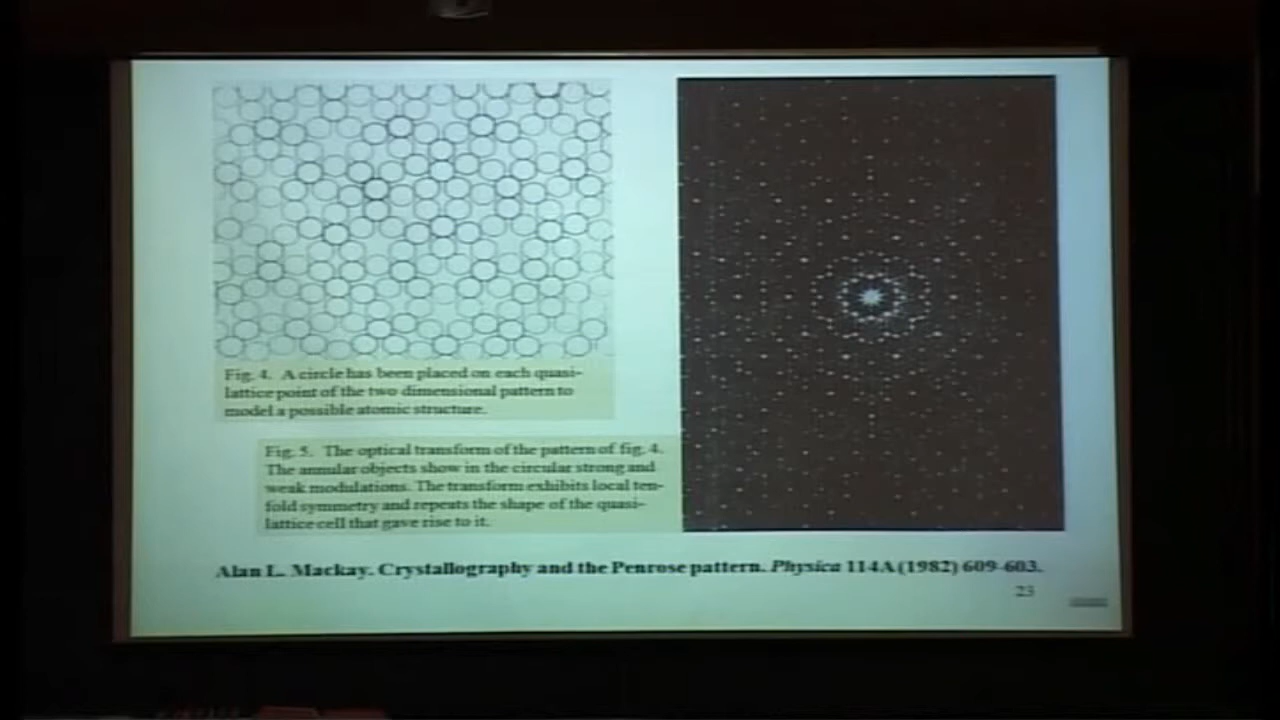 Fig. 4. A circle has been placed on each quasi-
lattice point of the two dimensional pattern to
model a possible atomic structure.
Fig. 5. The optical transform of the pattern of fig. 4.
The annular objects show in the circular strong and
weak modulations. The transform exhibits local ten-
fold symmetry and repeats the shape of the quasi-
lattice cell that gave rise to it.
Alan L. Mackay. Crystallography and the Penrose pattern. Physica 114A (1982) 609-603.
23